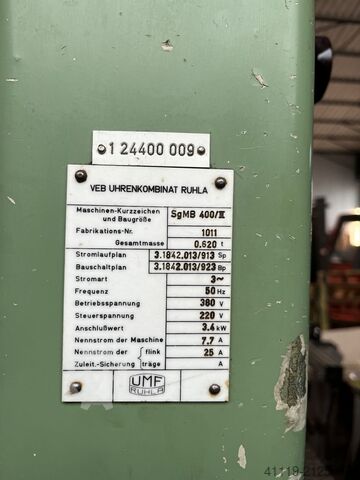 1 24400 009
VEB UHRENKOMBINAT RUHLA
Maschinen-Kurzzeichen und Baugröße SgMB 400/II
Fabrikations-Nr. 1011
Gesamtmasse 0.620 t
Stromlaufplan 3.1842.013/913 Sp
Bauschaltplan 3.1842.013/923 Bp
Stromart 3~
Frequenz 50 Hz
Betriebsspannung 380 V
Steuerspannung 220 V
Anschlußwert 3.4 kW
Nennstrom der Maschine 7.7 A
Nennstrom der flink 25 A
Zuleit.-Sicherung träge A
UMF
RUHLA